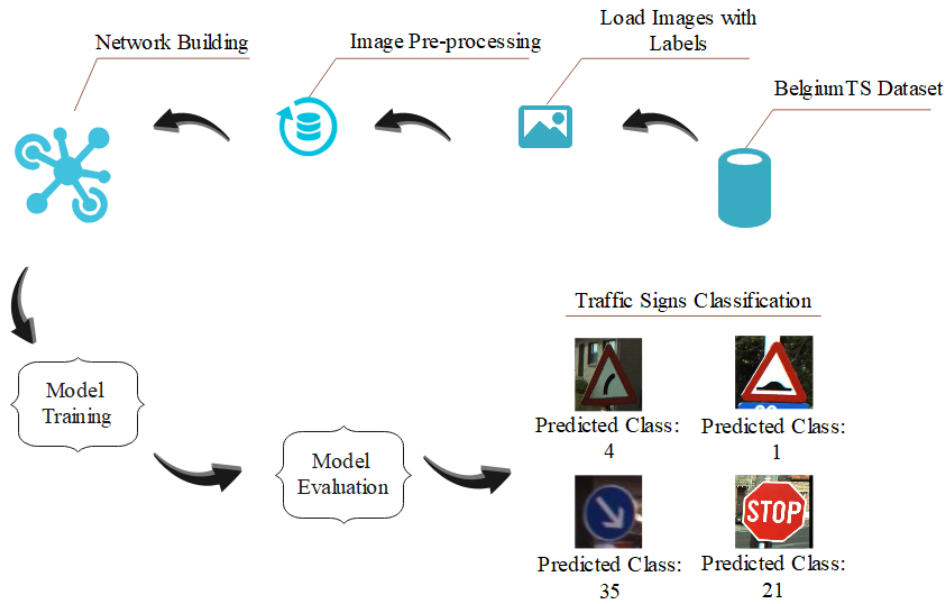 Network Building
Image Pre-processing
Load Images with
Labels
BelgiumTS Dataset
Traffic Signs Classification
Model
Training
Model
Evaluation
Predicted Class:
4
Predicted Class:
1
STOP
Predicted Class:
35
Predicted Class:
21